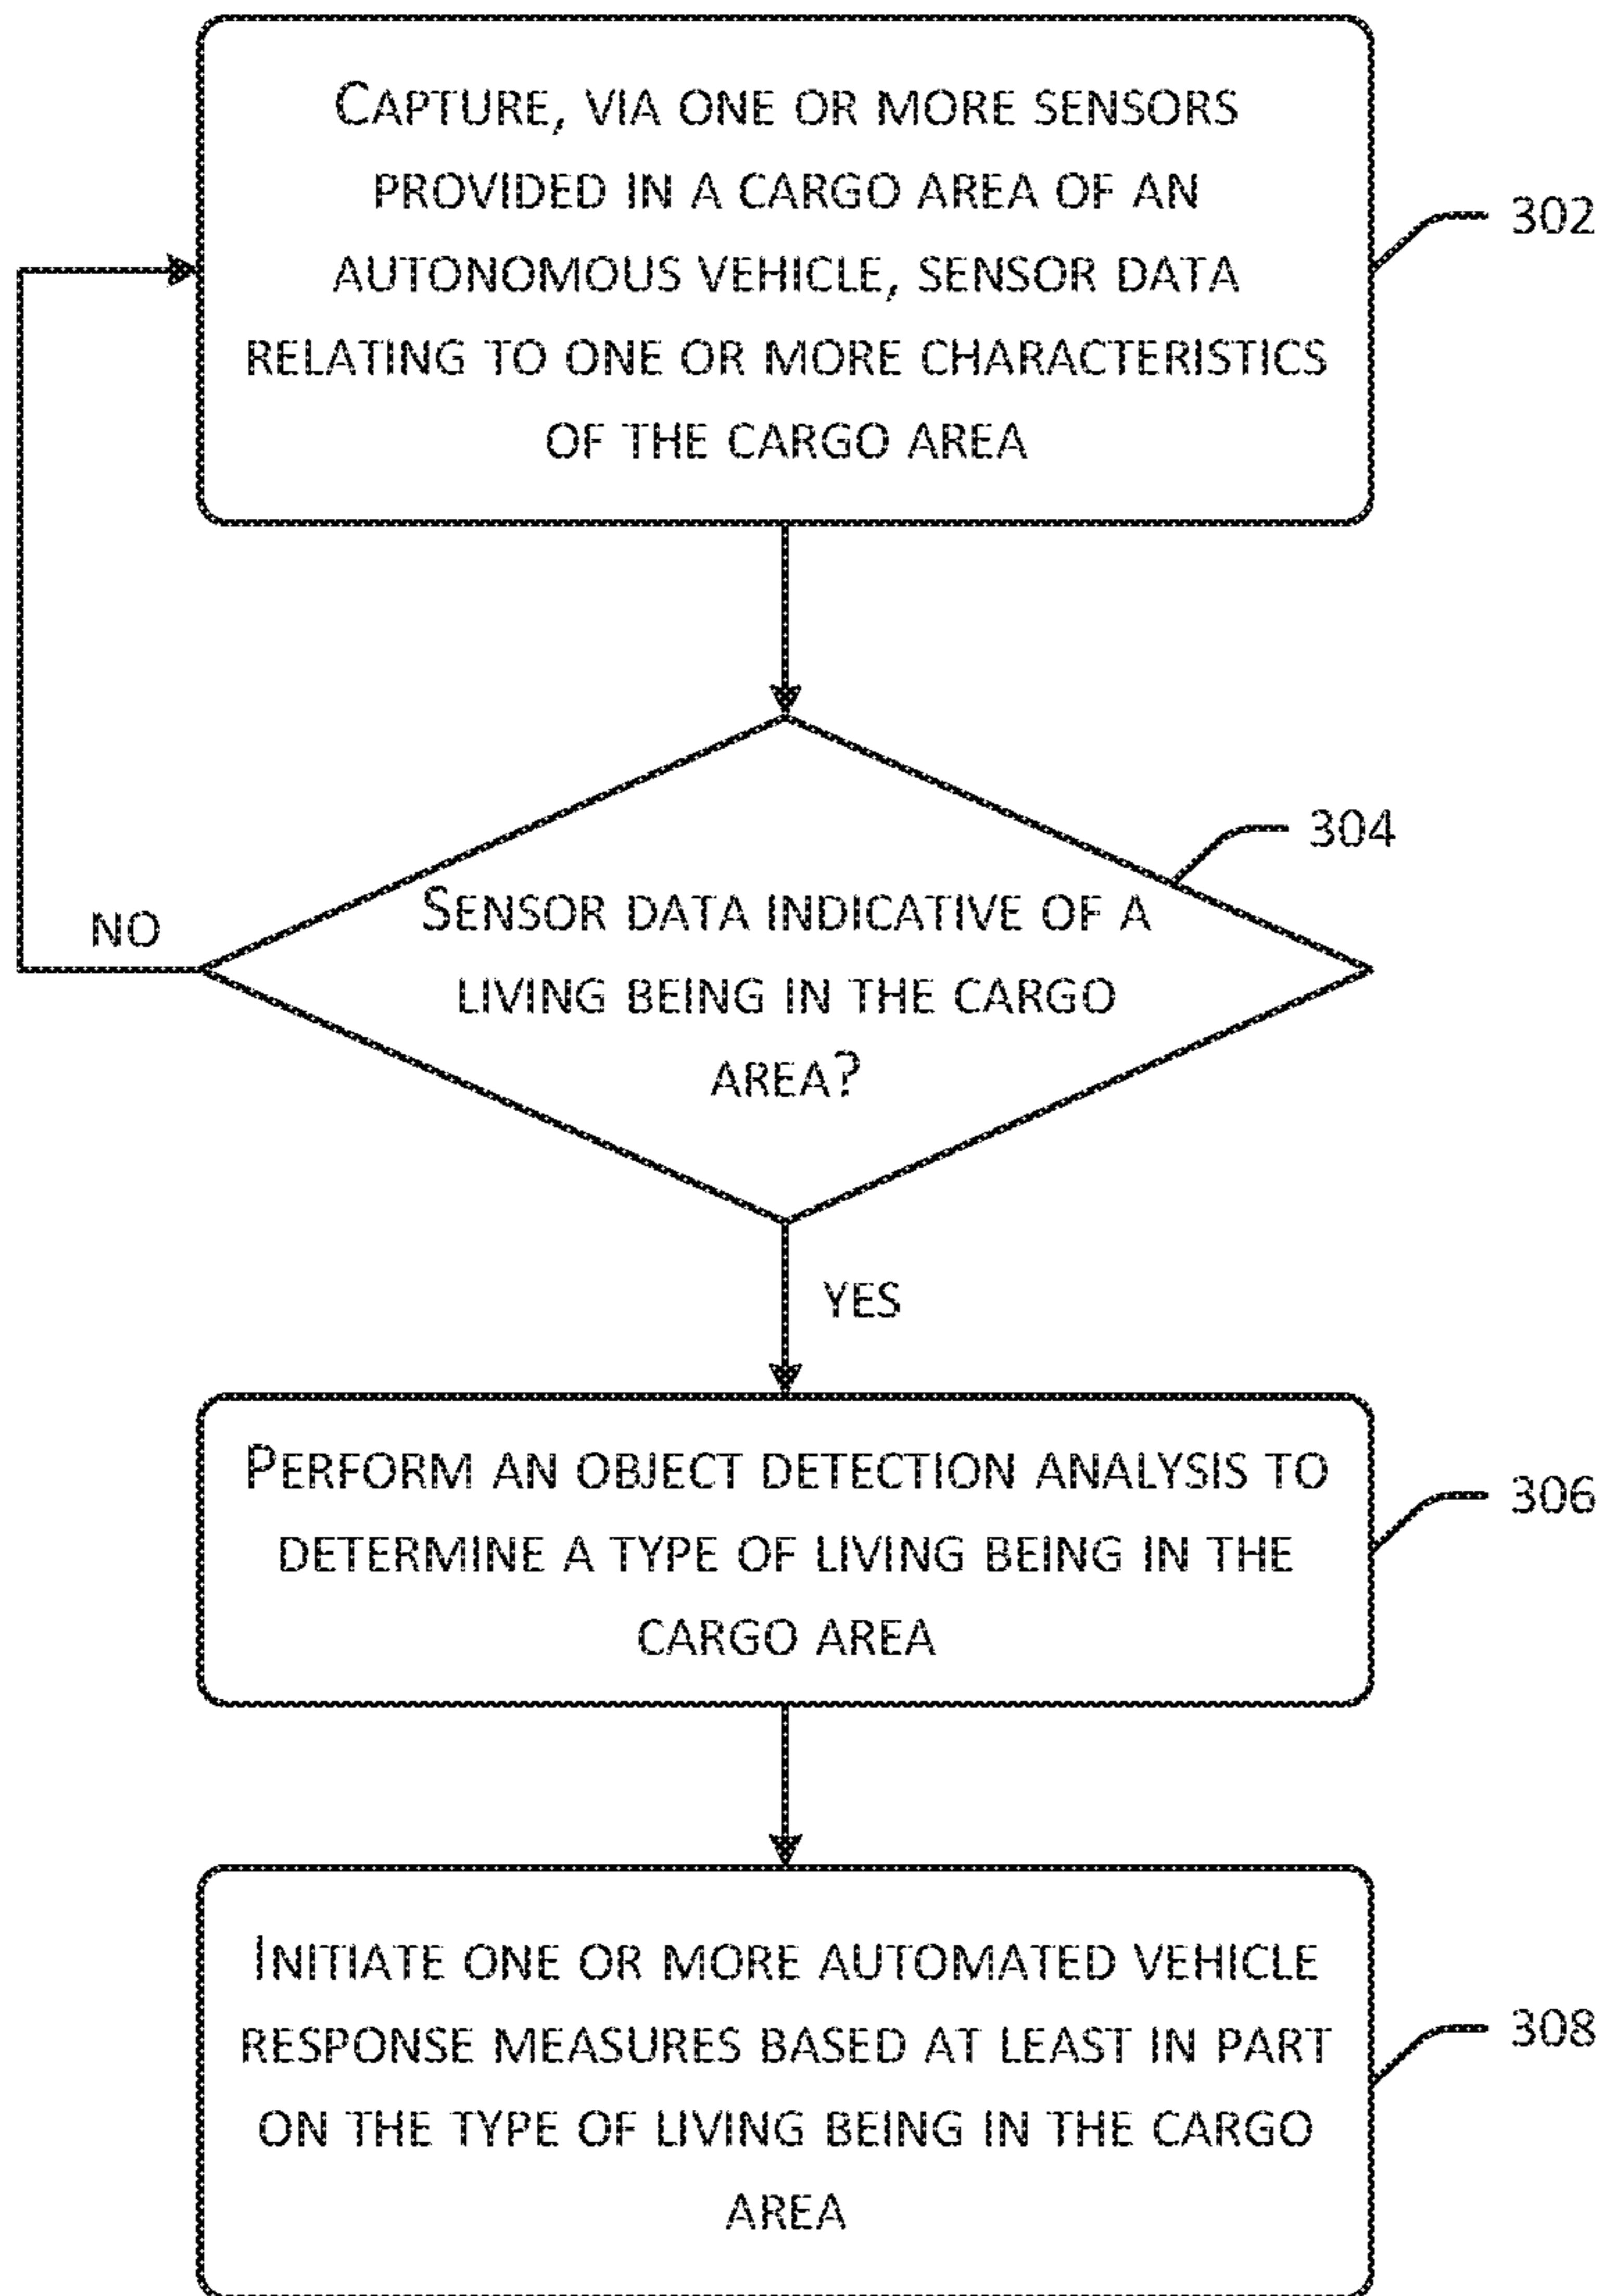 CAPTURE, VIA ONE OR MORE SENSORS
PROVIDED IN A CARGO AREA OF AN
AUTONOMOUS VEHICLE, SENSOR DATA
RELATING TO ONE OR MORE CHARACTERISTICS
OF THE CARGO AREA
302
304
SENSOR DATA INDICATIVE OF A
LIVING BEING IN THE CARGO
AREA?
NO
YES
PERFORM AN OBJECT DETECTION ANALYSIS TO
DETERMINE A TYPE OF LIVING BEING IN THE
CARGO AREA
306
INITIATE ONE OR MORE AUTOMATED VEHICLE
RESPONSE MEASURES BASED AT LEAST IN PART
ON THE TYPE OF LIVING BEING IN THE CARGO
AREA
308